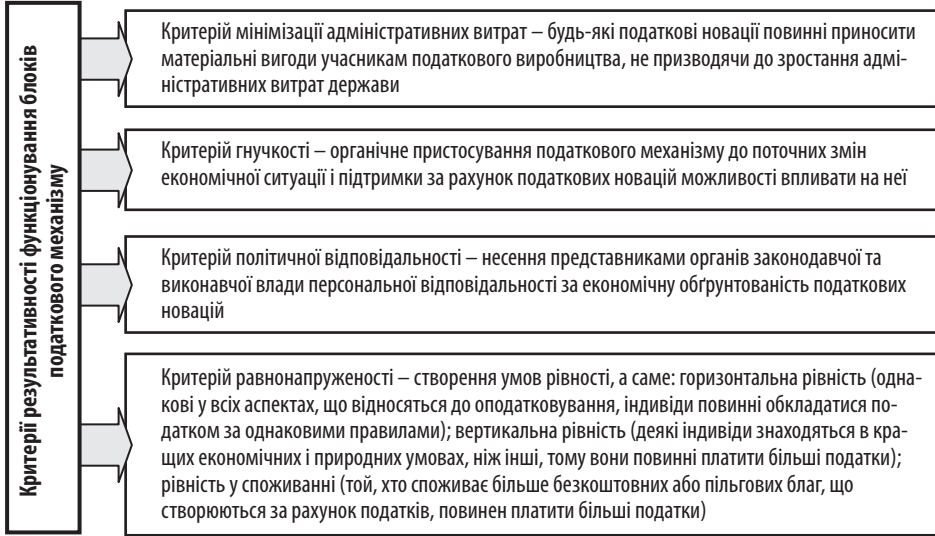 Критерії результативності функціонування блоків
податкового механізму
Критерій мінімізації адміністративних витрат – будь-які податкові новації повинні приносити
матеріальні вигоди учасникам податкового виробництва, не призводячи до зростання адмі-
ністративних витрат держави
Критерій гнучкості – органічне пристосування податкового механізму до поточних змін
економічної ситуації і підтримки за рахунок податкових новацій можливості впливати на неї
Критерій політичної відповідальності – несення представниками органів законодавчої та
виконавчої влади персональної відповідальності за економічну обґрунтованість податкових
новацій
Критерій равнонапруженості – створення умов рівності, а саме: горизонтальна рівність (одна-
кові у всіх аспектах, що відносяться до оподатковування, індивіди повинні обкладатися по-
датком за однаковими правилами); вертикальна рівність (деякі індивіди знаходяться в кра-
щих економічних і природних умовах, ніж інші, тому вони повинні платити більші податки);
рівність у споживанні (той, хто споживає більше безкоштовних або пільгових благ, що
створюються за рахунок податків, повинен платити більші податки)